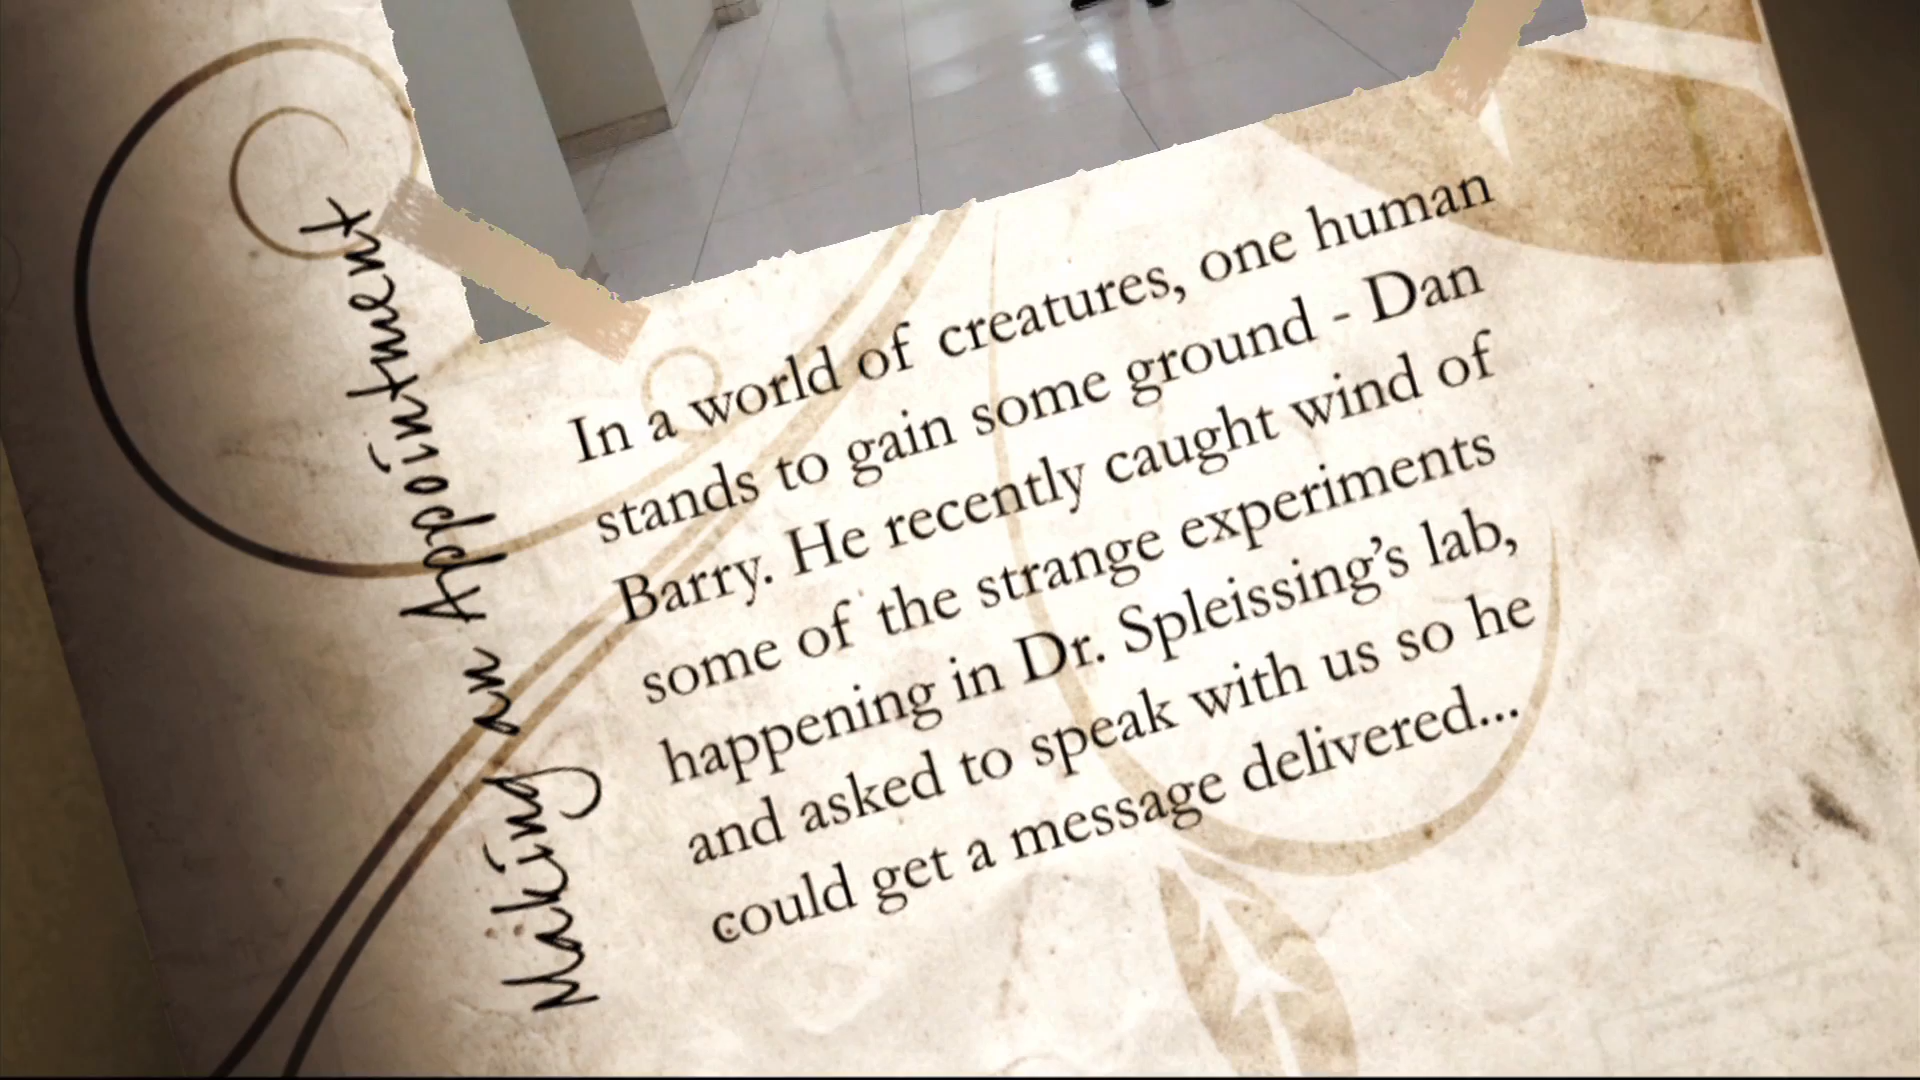 Making an Appointment
In a world of creatures, one human
stands to gain some ground - Dan
Barry. He recently caught wind of
some of the strange experiments
happening in Dr. Spleissing's lab,
and asked to speak with us so he
could get a message delivered...